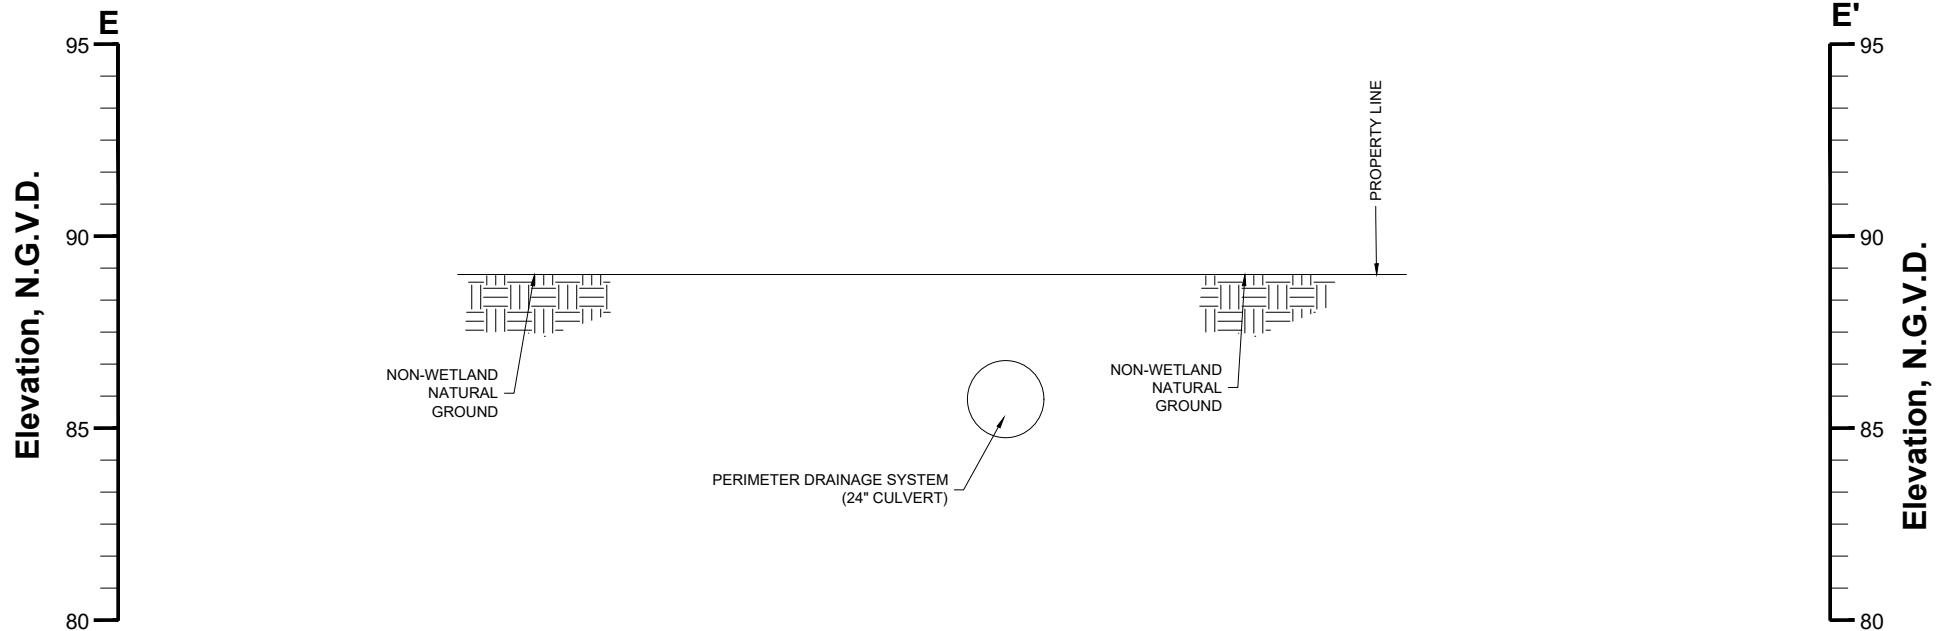 E
E'
95
95
PROPERTY LINE
90
90
Elevation, N.G.V.D.
Elevation, N.G.V.D.
NON-WETLAND
NATURAL
GROUND
NON-WETLAND
NATURAL
GROUND
85
85
PERIMETER DRAINAGE SYSTEM
(24" CULVERT)
80
80